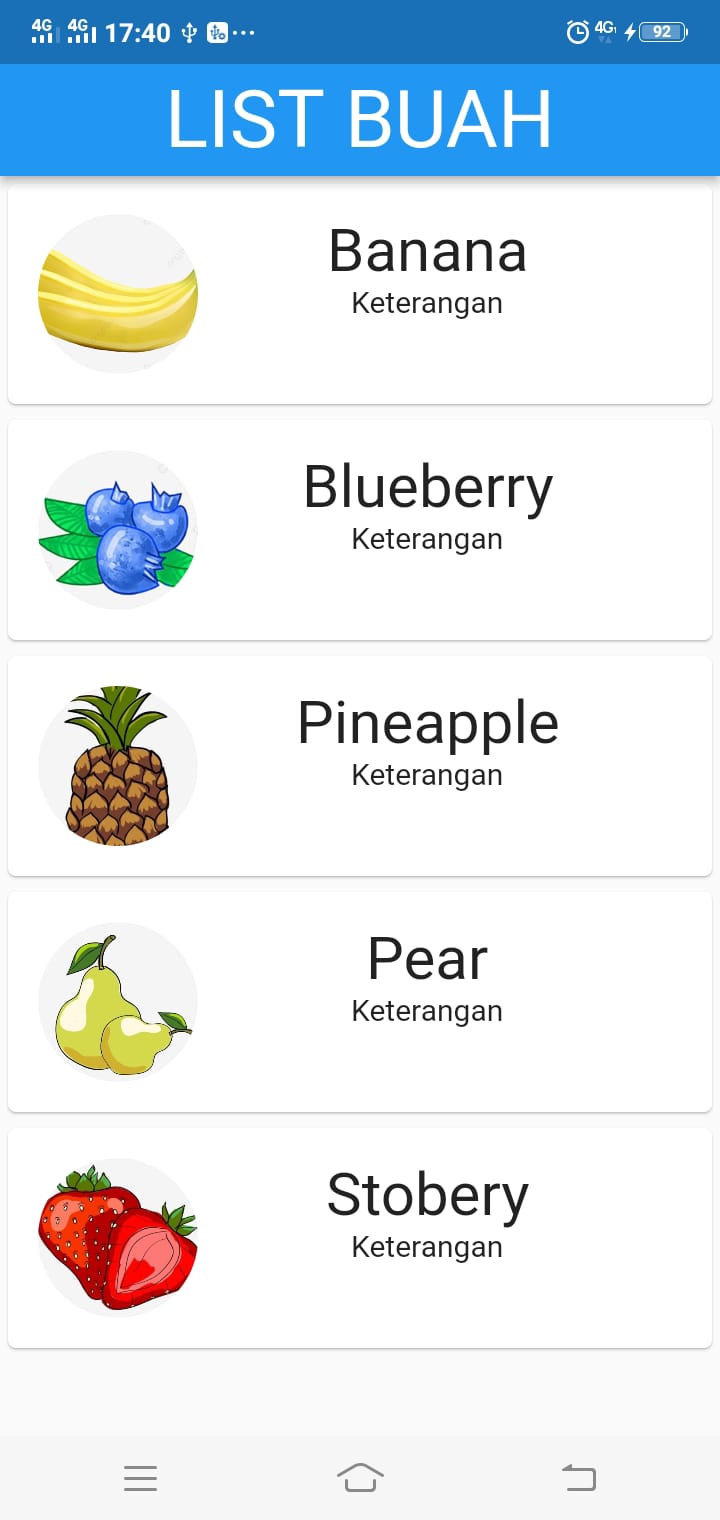 4G 4G 17:40 4G 92
LIST BUAH
Banana
Keterangan
Blueberry
Keterangan
Pineapple
Keterangan
Pear
Keterangan
Stobery
Keterangan